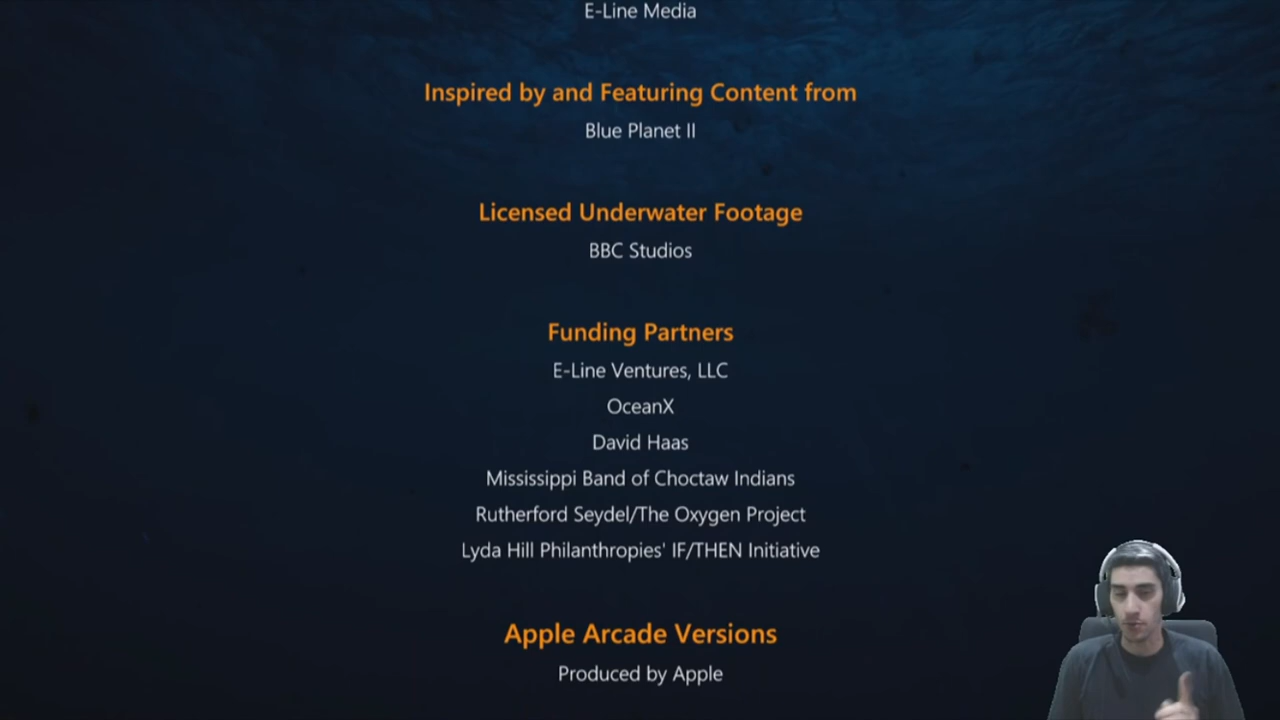 E-Line Media
Inspired by and Featuring Content from
Blue Planet II
Licensed Underwater Footage
BBC Studios
Funding Partners
E-Line Ventures, LLC
OceanX
David Haas
Mississippi Band of Choctaw Indians
Rutherford Seydel/The Oxygen Project
Lyda Hill Philanthropies' IF/THEN Initiative
Apple Arcade Versions
Produced by Apple